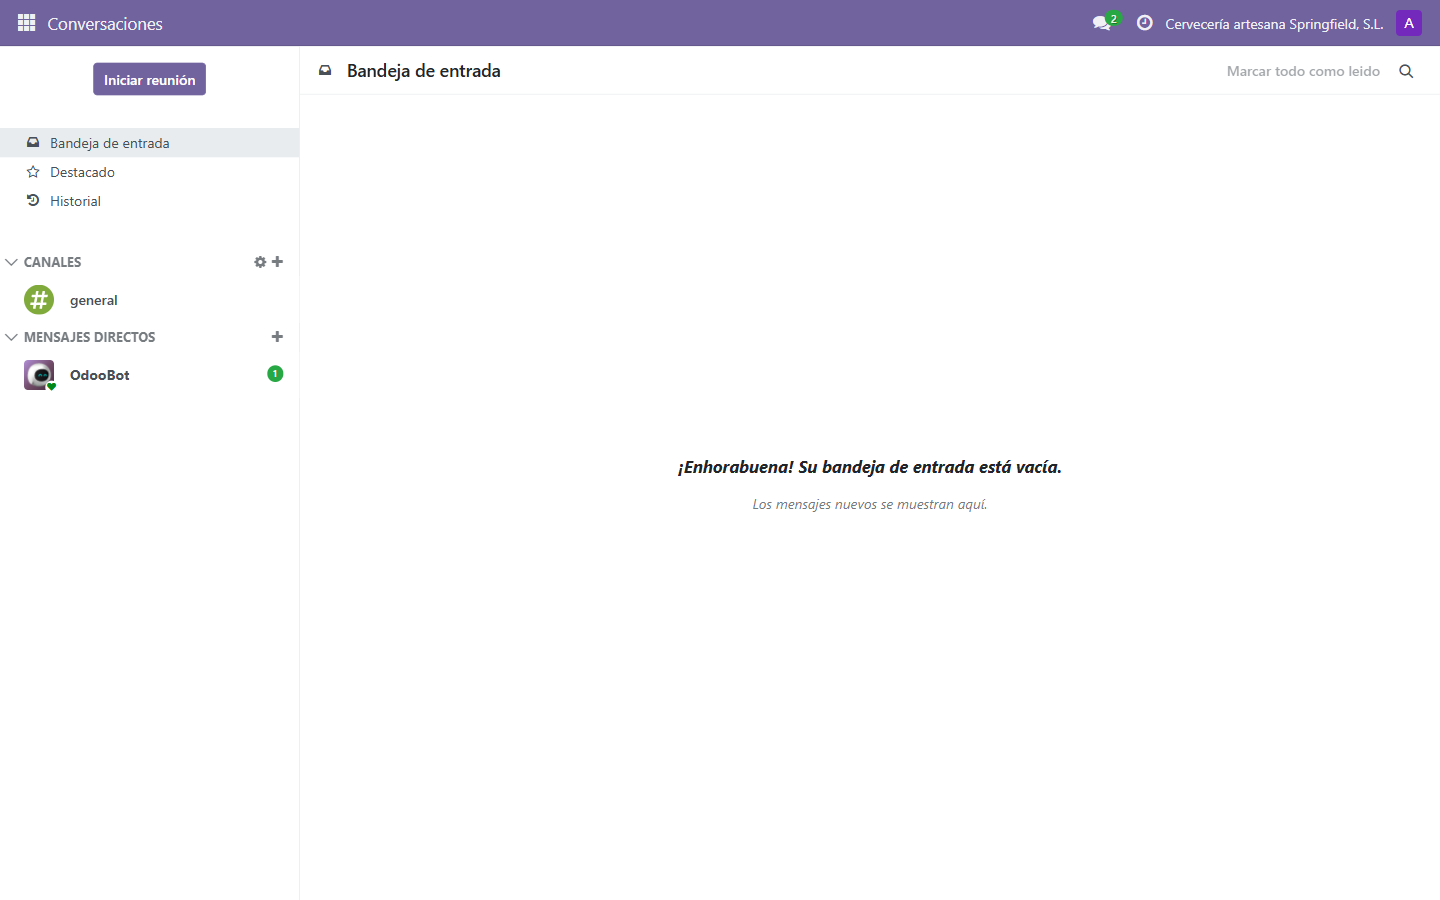 Conversaciones
2
Cervecería artesana Springfield, S.L.
A
Iniciar reunión
Bandeja de entrada
Marcar todo como leido
Bandeja de entrada
Destacado
Historial
CANALES
general
MENSAJES DIRECTOS
OdooBot
1
¡Enhorabuena! Su bandeja de entrada está vacía.
Los mensajes nuevos se muestran aquí.